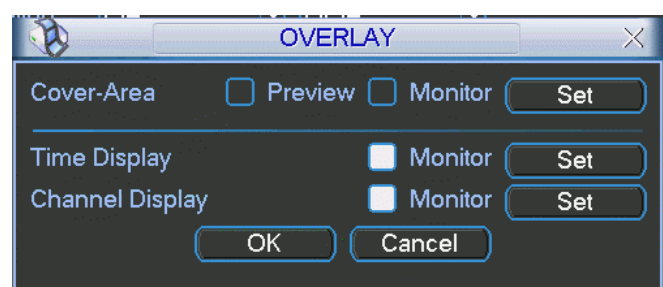 OVERLAY
Cover-Area Preview Monitor Set
Time Display Monitor Set
Channel Display Monitor Set
OK Cancel